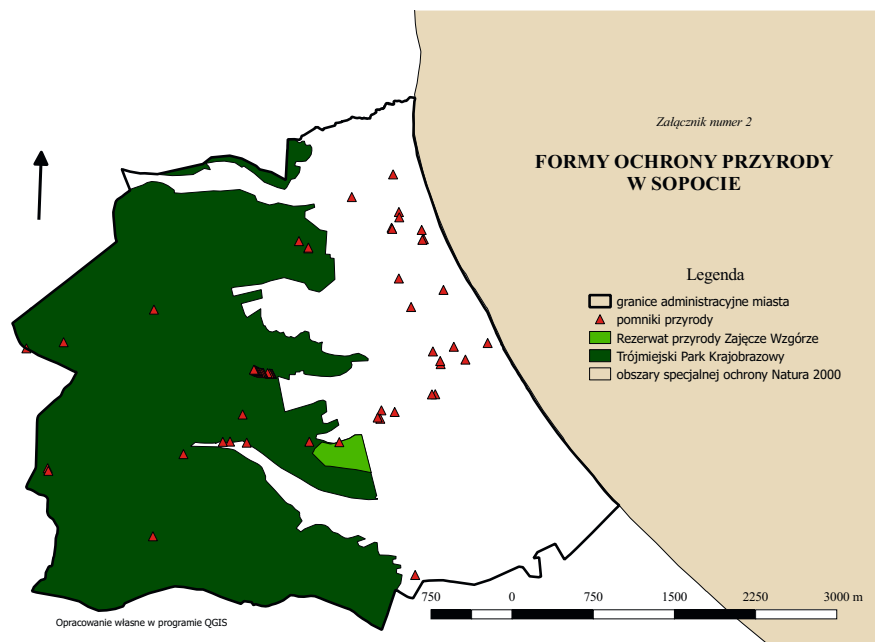 Załącznik numer 2
FORMY OCHRONY PRZYRODY
W SOPOCIE
Legenda
granice administracyjne miasta
pomniki przyrody
Rezerwat przyrody Zajęcze Wzgórze
Trójmiejski Park Krajobrazowy
obszary specjalnej ochrony Natura 2000
750 0 750 1500 2250 3000 m
Opracowanie własne w programie QGIS